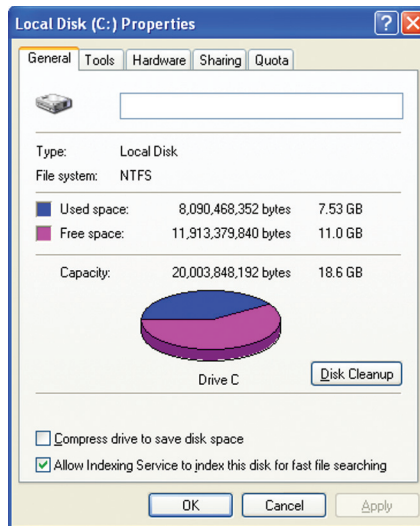 Local Disk (C:) Properties
General Tools Hardware Sharing Quota
Type: Local Disk
File system: NTFS
Used space: 8,090,468,352 bytes 7.53 GB
Free space: 11,913,379,840 bytes 11.0 GB
Capacity: 20,003,848,192 bytes 18.6 GB
Drive C
Disk Cleanup
Compress drive to save disk space
Allow Indexing Service to index this disk for fast file searching
OK Cancel Apply